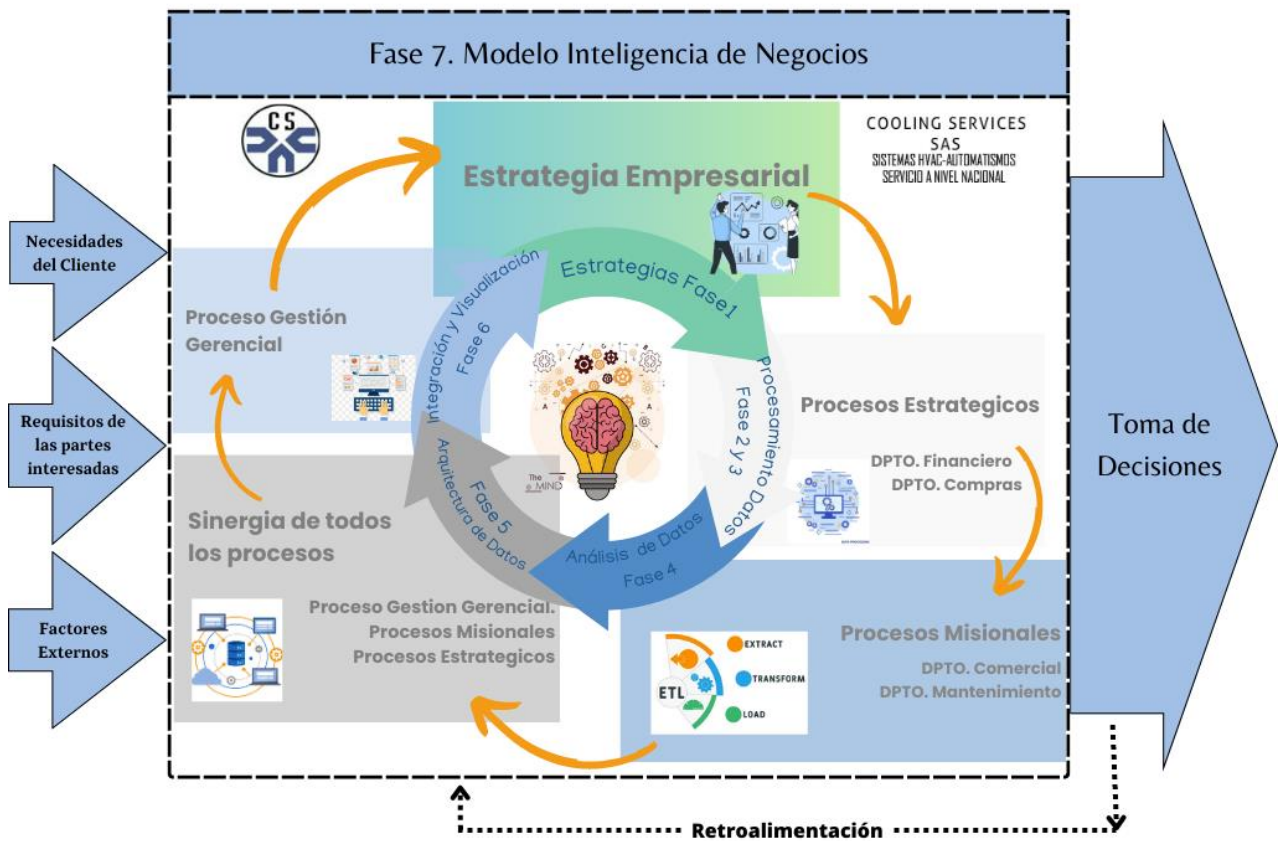 Fase 7. Modelo Inteligencia de Negocios
CS
COOLING SERVICES
SAS
SISTEMAS HVAC-AUTOMATISMOS
SERVICIO A NIVEL NACIONAL
Necesidades
del Cliente
Requisitos de
las partes
interesadas
Factores
Externos
Estrategia Empresarial
Estrategias Fase1
Procesamiento Datos
Fase 2 y 3
Análisis de Datos
Fase 4
Arquitectura de Datos
Fase 5
Integración y Visualización
Fase 6
Proceso Gestión
Gerencial
Procesos Estrategicos
DPTO. Financiero
DPTO. Compras
The
MIND
Sinergia de todos
los procesos
Proceso Gestion Gerencial.
Procesos Misionales
Procesos Estrategicos
Procesos Misionales
DPTO. Comercial
DPTO. Mantenimiento
ETL
EXTRACT
TRANSFORM
LOAD
Toma de
Decisiones
Retroalimentación